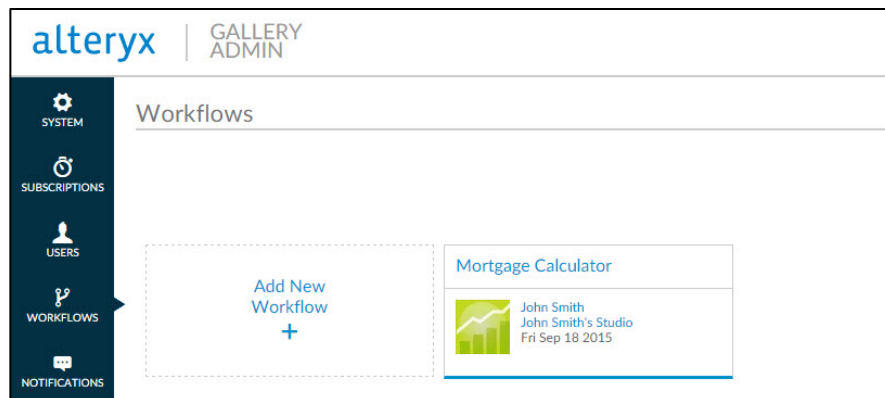 alteryx
GALLERY
ADMIN
SYSTEM
SUBSCRIPTIONS
USERS
WORKFLOWS
NOTIFICATIONS
Workflows
Add New
Workflow
+
Mortgage Calculator
John Smith
John Smith's Studio
Fri Sep 18 2015